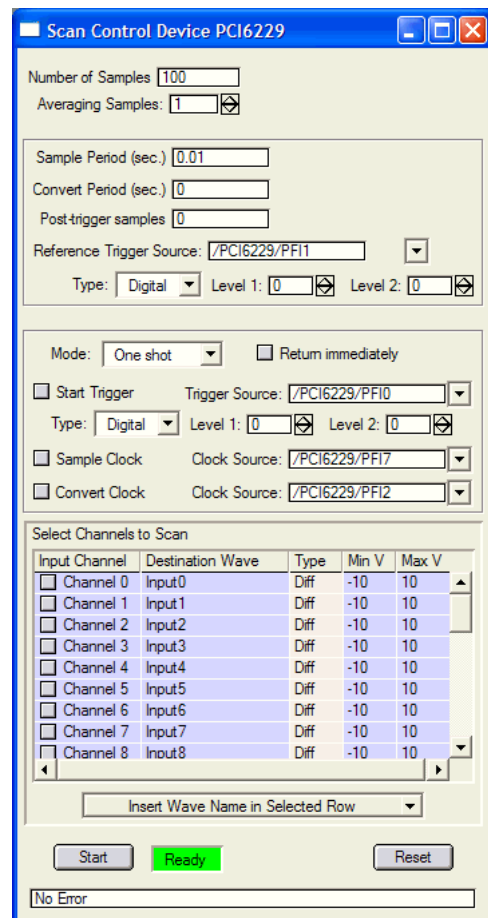 Scan Control Device PCI6229
Number of Samples 100
Averaging Samples: 1
Sample Period (sec.) 0.01
Convert Period (sec.) 0
Post-trigger samples 0
Reference Trigger Source: /PCI6229/PFI1
Type: Digital Level 1: 0 Level 2: 0
Mode: One shot Return immediately
Start Trigger Trigger Source: /PCI6229/PFI0
Type: Digital Level 1: 0 Level 2: 0
Sample Clock Clock Source: /PCI6229/PFI7
Convert Clock Clock Source: /PCI6229/PFI2
Select Channels to Scan
Input Channel Destination Wave Type Min V Max V
Channel 0 Input0 Diff -10 10
Channel 1 Input1 Diff -10 10
Channel 2 Input2 Diff -10 10
Channel 3 Input3 Diff -10 10
Channel 4 Input4 Diff -10 10
Channel 5 Input5 Diff -10 10
Channel 6 Input6 Diff -10 10
Channel 7 Input7 Diff -10 10
Channel 8 Input8 Diff -10 10
Insert Wave Name in Selected Row
Start Ready Reset
No Error